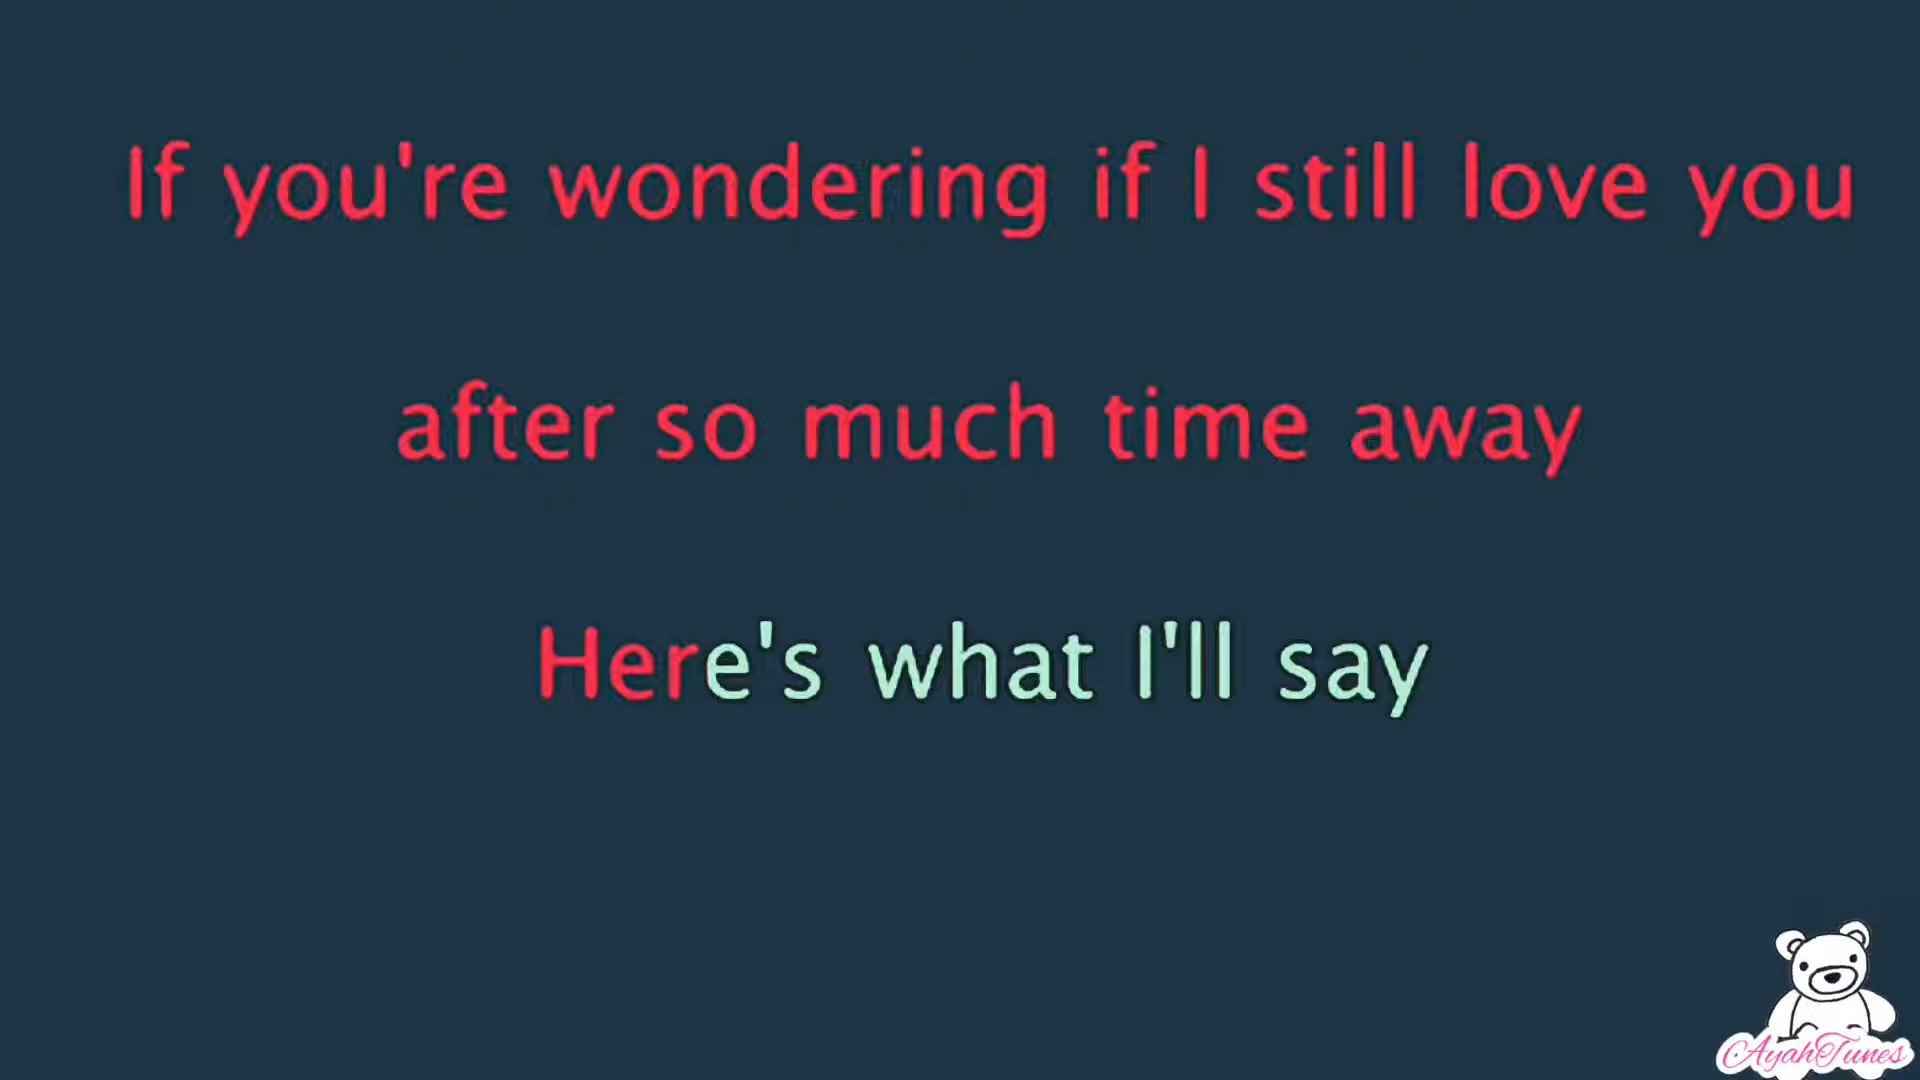 If you're wondering if I still love you
after so much time away
Here's what I'll say
AyahTunes